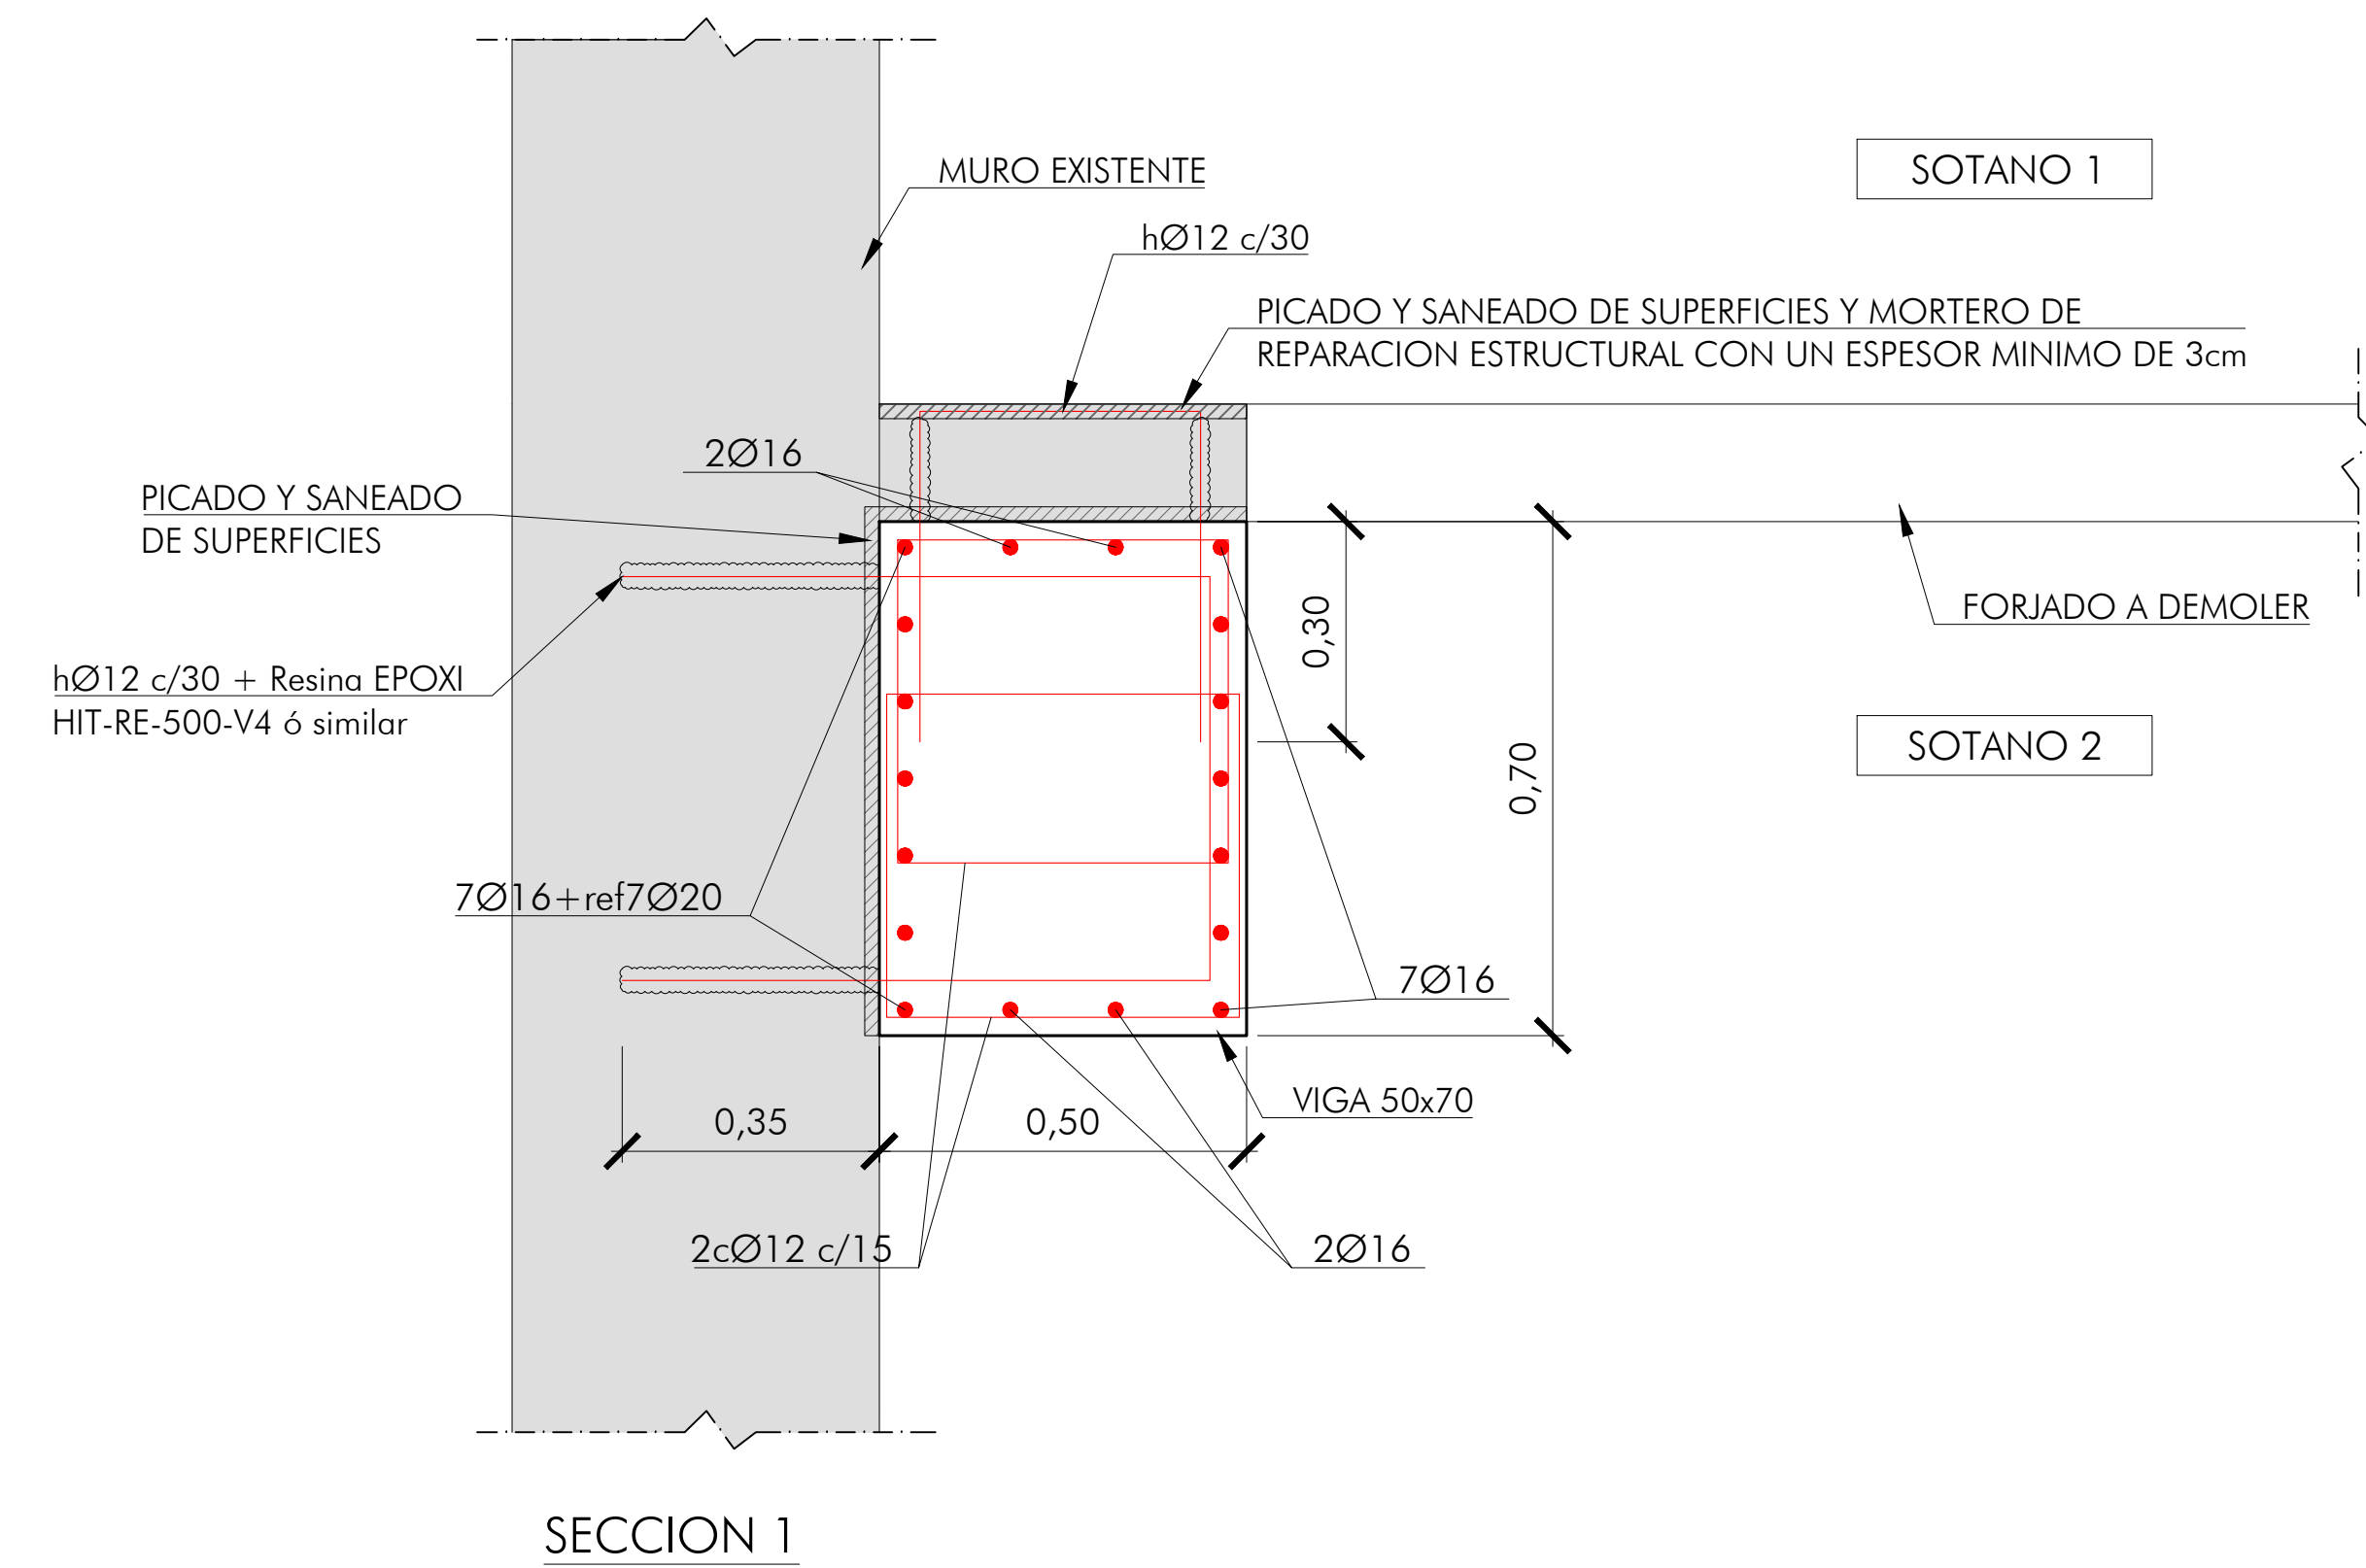 MURO EXISTENTE
SOTANO 1
hØ12 c/30
PICADO Y SANEADO DE SUPERFICIES Y MORTERO DE
REPARACION ESTRUCTURAL CON UN ESPESOR MINIMO DE 3cm
2Ø16
PICADO Y SANEADO
DE SUPERFICIES
FORJADO A DEMOLER
0,30
hØ12 c/30 + Resina EPOXI
HIT-RE-500-V4 ó similar
SOTANO 2
0,70
7Ø16+ref7Ø20
7Ø16
VIGA 50x70
0,35
0,50
2cØ12 c/15
2Ø16
SECCION 1